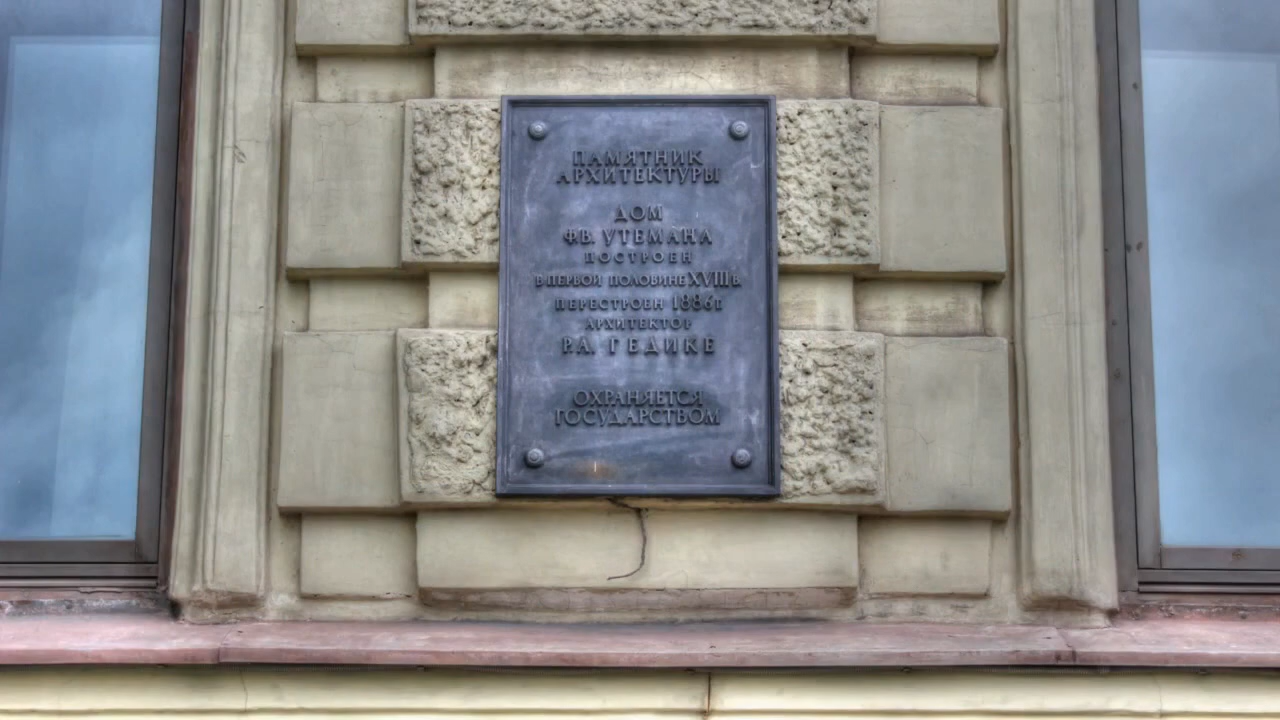 ПАМЯТНИК
АРХИТЕКТУРЫ
ДОМ
Ф.В. УТЕМАНА
ПОСТРОЕН
В ПЕРВОЙ ПОЛОВИНЕ XVIII В.
ПЕРЕСТРОЕН 1886 Г.
АРХИТЕКТОР
Р.А. ГЕДИКЕ
ОХРАНЯЕТСЯ
ГОСУДАРСТВОМ